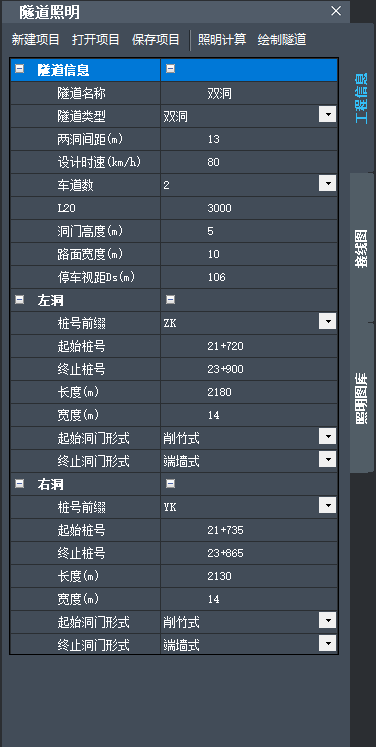 隧道照明
新建项目 打开项目 保存项目 照明计算 绘制隧道
隧道信息
隧道名称 双洞
隧道类型 双洞
两洞间距(m) 13
设计时速(km/h) 80
车道数 2
L20 3000
洞门高度(m) 5
路面宽度(m) 10
停车视距Ds(m) 106
左洞
桩号前缀 ZK
起始桩号 21+720
终止桩号 23+900
长度(m) 2180
宽度(m) 14
起始洞门形式 削竹式
终止洞门形式 端墙式
右洞
桩号前缀 YK
起始桩号 21+735
终止桩号 23+865
长度(m) 2130
宽度(m) 14
起始洞门形式 削竹式
终止洞门形式 端墙式
工程信息
接线图
照明图库